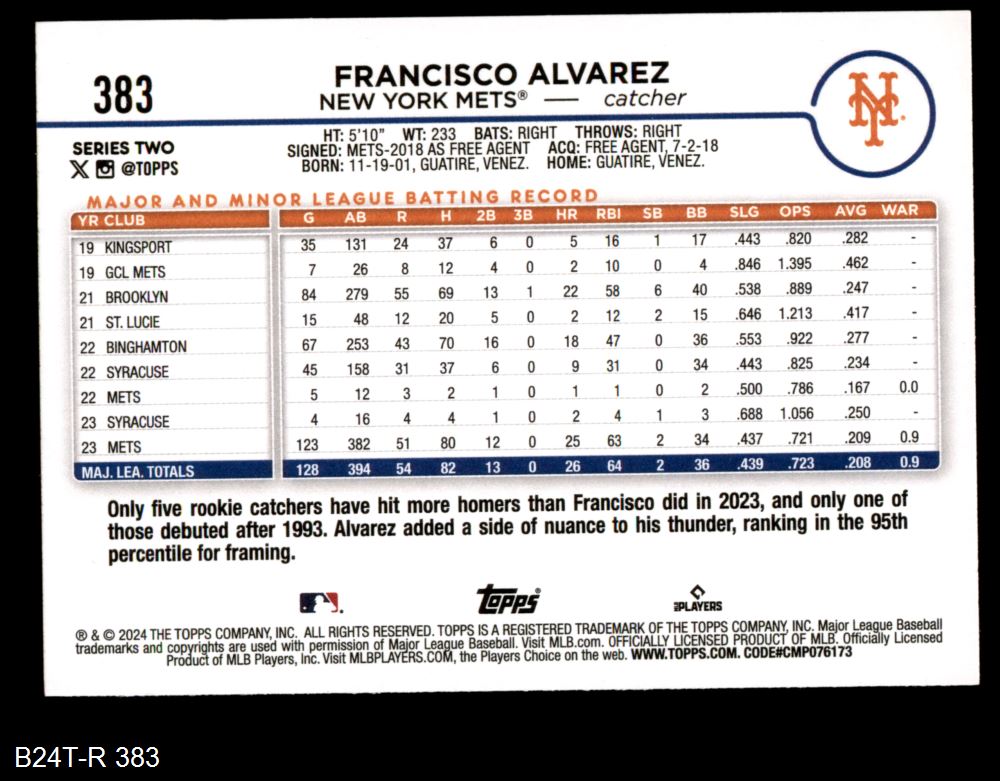 383
FRANCISCO ALVAREZ
NEW YORK METS® — catcher
NY
SERIES TWO
@TOPPS
HT: 5'10" WT: 233 BATS: RIGHT THROWS: RIGHT
SIGNED: METS-2018 AS FREE AGENT ACQ: FREE AGENT, 7-2-18
BORN: 11-19-01, GUATIRE, VENEZ. HOME: GUATIRE, VENEZ.
MAJOR AND MINOR LEAGUE BATTING RECORD
YR CLUB G AB R H 2B 3B HR RBI SB BB SLG OPS AVG WAR
19 KINGSPORT 35 131 24 37 6 0 5 16 1 17 .443 .820 .282 -
19 GCL METS 7 26 8 12 4 0 2 10 0 4 .846 1.395 .462 -
21 BROOKLYN 84 279 55 69 13 1 22 58 6 40 .538 .889 .247 -
21 ST. LUCIE 15 48 12 20 5 0 2 12 2 15 .646 1.213 .417 -
22 BINGHAMTON 67 253 43 70 16 0 18 47 0 36 .553 .922 .277 -
22 SYRACUSE 45 158 31 37 6 0 9 31 0 34 .443 .825 .234 -
22 METS 5 12 3 2 1 0 1 1 0 2 .500 .786 .167 0.0
23 SYRACUSE 4 16 4 4 1 0 2 4 1 3 .688 1.056 .250 -
23 METS 123 382 51 80 12 0 25 63 2 34 .437 .721 .209 0.9
MAJ. LEA. TOTALS 128 394 54 82 13 0 26 64 2 36 .439 .723 .208 0.9
Only five rookie catchers have hit more homers than Francisco did in 2023, and only one of
those debuted after 1993. Alvarez added a side of nuance to his thunder, ranking in the 95th
percentile for framing.
Topps® MLBPLAYERS
® & © 2024 THE TOPPS COMPANY, INC. ALL RIGHTS RESERVED. TOPPS IS A REGISTERED TRADEMARK OF THE TOPPS COMPANY, INC. Major League Baseball
trademarks and copyrights are used with permission of Major League Baseball. Visit MLB.com. OFFICIALLY LICENSED PRODUCT OF MLB. Officially Licensed
Product of MLB Players, Inc. Visit MLBPLAYERS.COM, the Players Choice on the web. WWW.TOPPS.COM. CODE#CMP076173
B24T-R 383